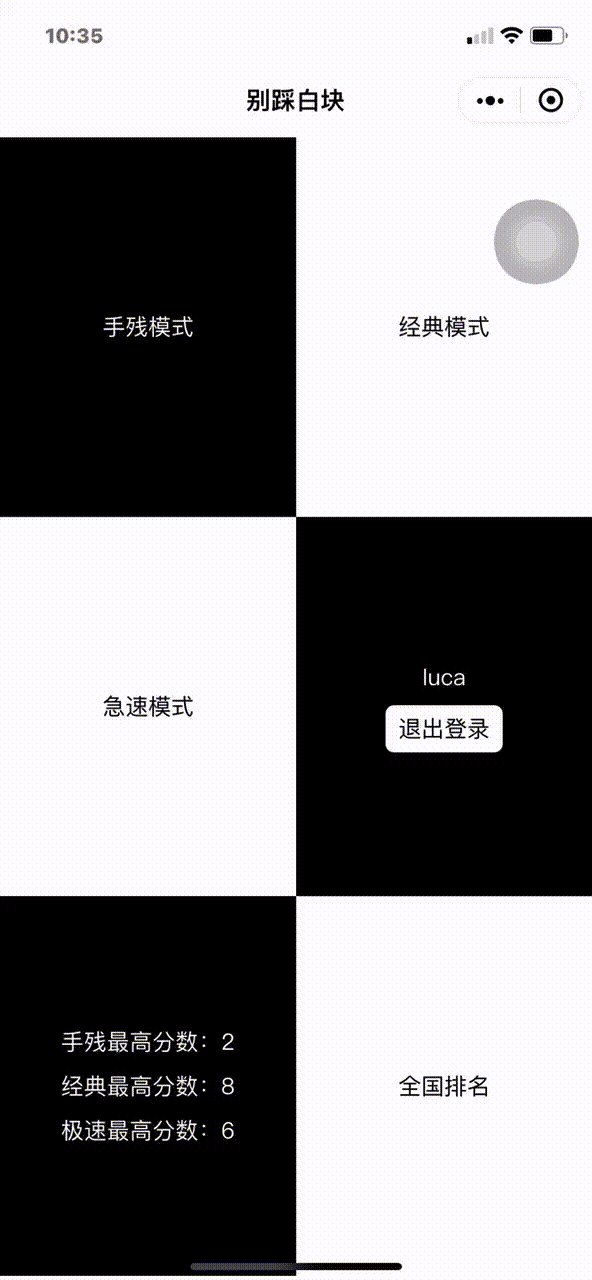 10:35
别踩白块
手残模式
经典模式
急速模式
luca
退出登录
手残最高分数：2
经典最高分数：8
极速最高分数：6
全国排名